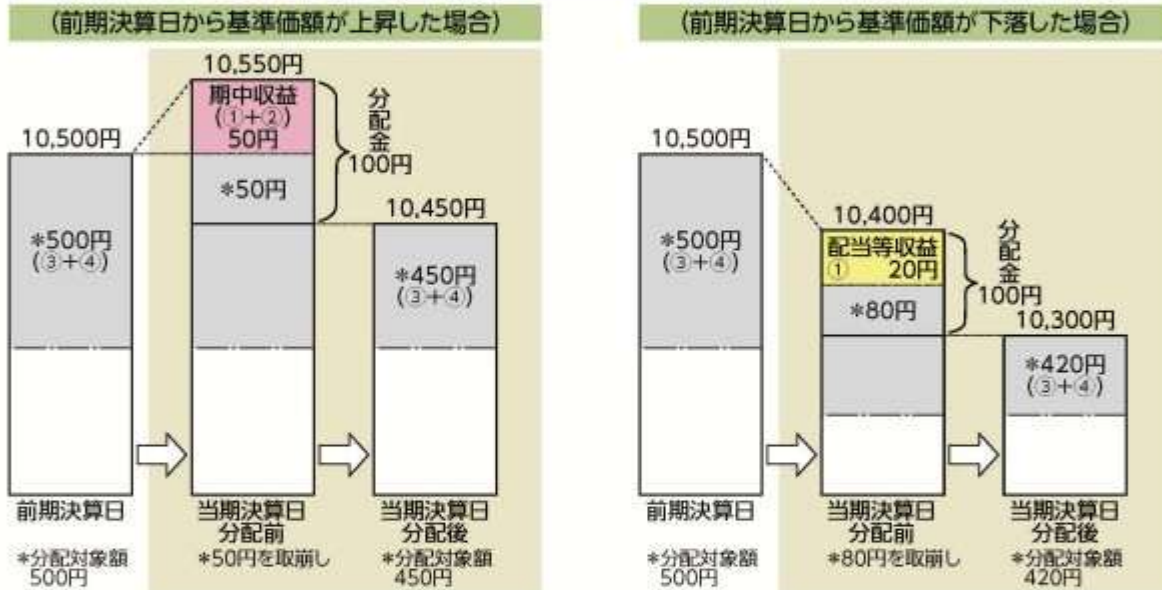 (前期決算日から基準価額が上昇した場合)
10,550円
期中収益
(①+②)
50円
分配金
100円
10,500円
*50円
10,450円
*500円
(③+④)
*450円
(③+④)
前期決算日
当期決算日
分配前
当期決算日
分配後
*分配対象額
500円
*50円を取崩し
*分配対象額
450円
(前期決算日から基準価額が下落した場合)
10,500円
10,400円
*500円
(③+④)
配当等収益
① 20円
分配金
100円
*80円
10,300円
*420円
(③+④)
前期決算日
当期決算日
分配前
当期決算日
分配後
*分配対象額
500円
*80円を取崩し
*分配対象額
420円